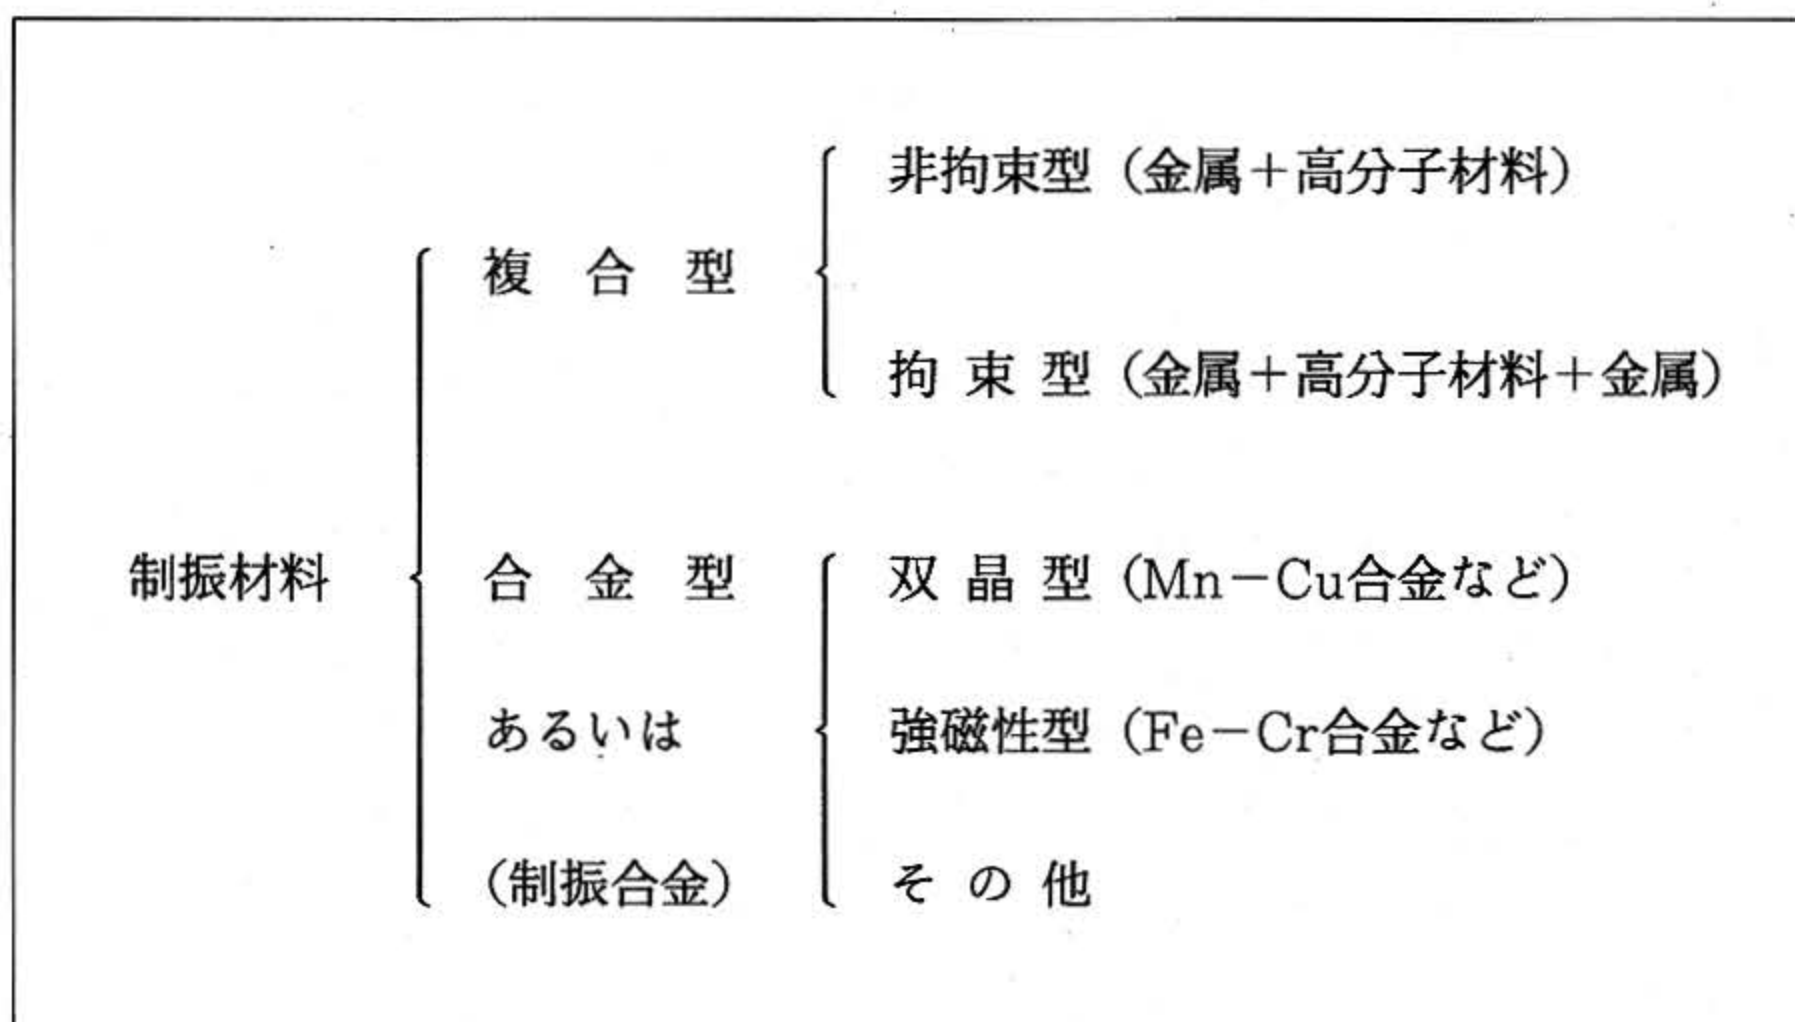 非拘束型（金属＋高分子材料）
複合型
拘束型（金属＋高分子材料＋金属）
制振材料
合金型
双晶型（Mn－Cu合金など）
あるいは
強磁性型（Fe－Cr合金など）
（制振合金）
その他